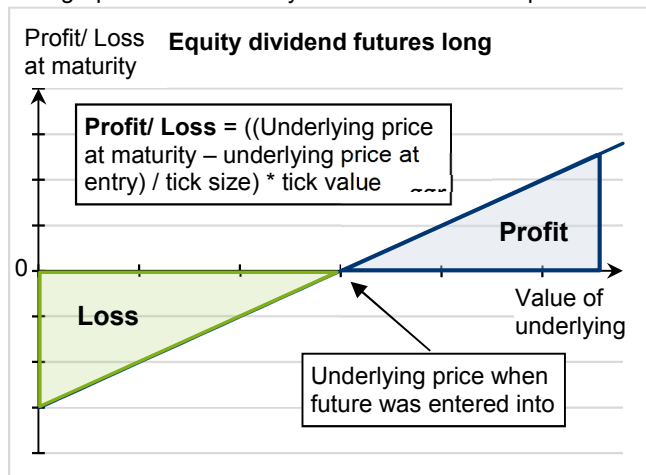 Profit/ Loss
at maturity
Equity dividend futures long
Profit/ Loss = ((Underlying price
at maturity – underlying price at
entry) / tick size) * tick value
Profit
0
Loss
Value of
underlying
Underlying price when
future was entered into